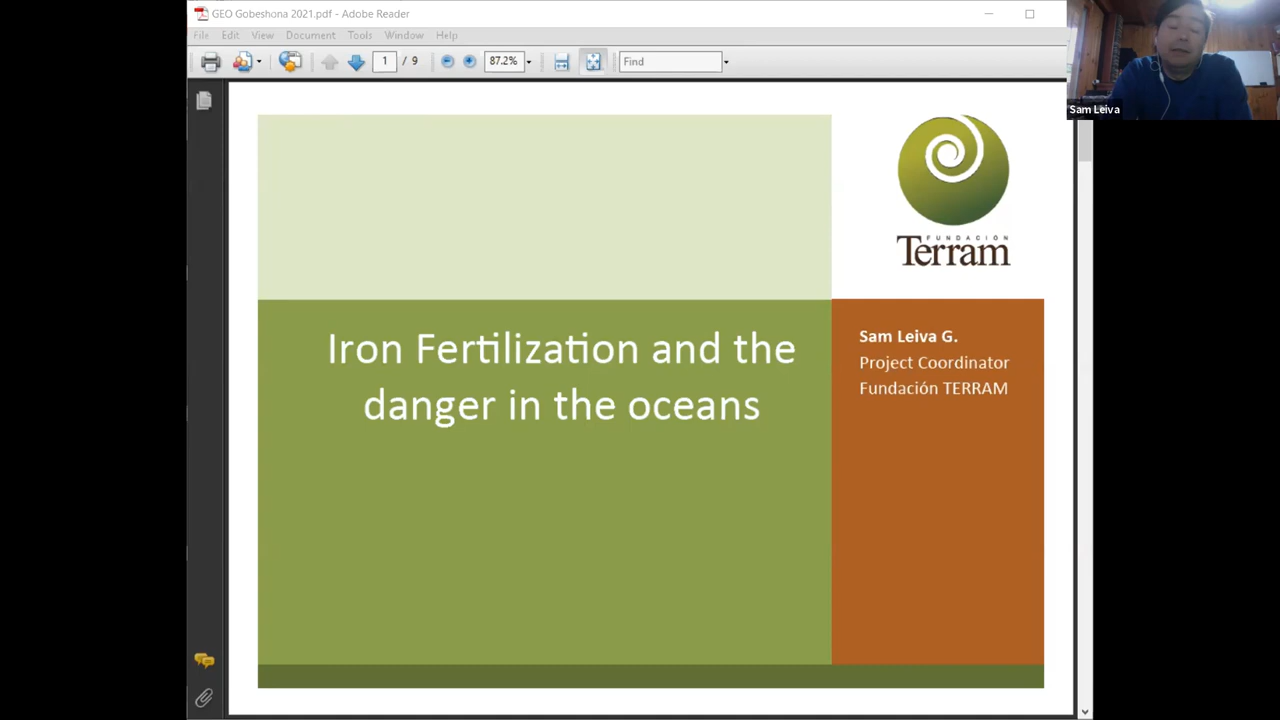 GEO Gobeshona 2021.pdf - Adobe Reader
File Edit View Document Tools Window Help
1 / 9 87.2% Find
Sam Leiva
FUNDACIÓN
Terram
Iron Fertilization and the
danger in the oceans
Sam Leiva G.
Project Coordinator
Fundación TERRAM